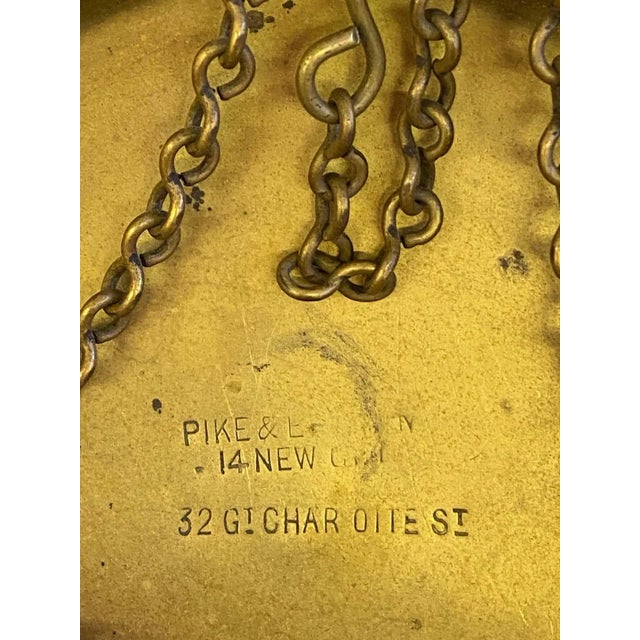 PIKE &
14 NEW
32 GT CHAR OTTE ST